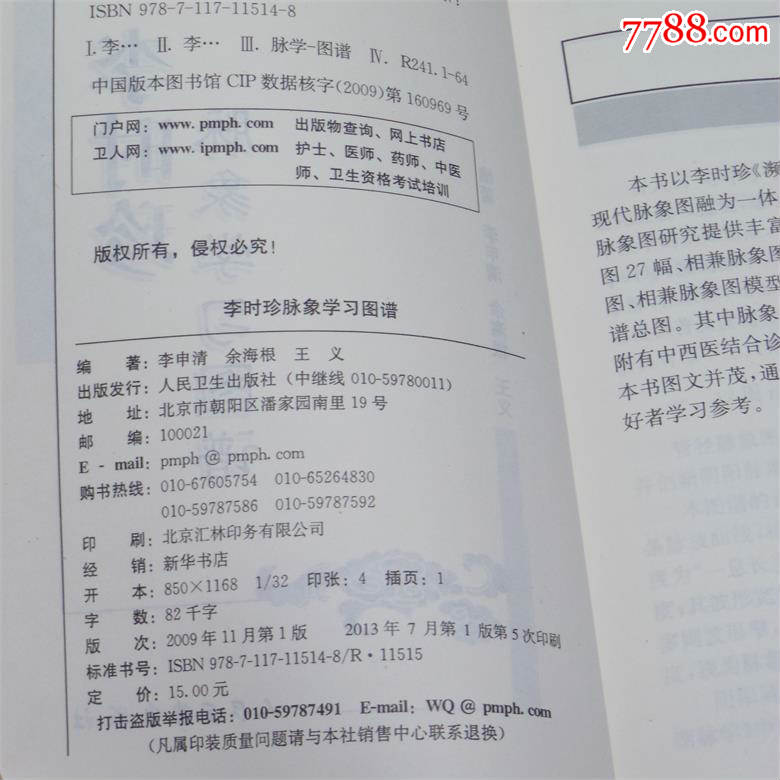 ISBN 978-7-117-11514-8
Ⅰ.李… Ⅱ.李… Ⅲ.脉学-图谱 Ⅳ.R241.1-64
中国版本图书馆 CIP 数据核字(2009)第 160969 号
门户网：www.pmph.com 出版物查询、网上书店
卫人网：www.ipmph.com 护士、医师、药师、中医
师、卫生资格考试培训
版权所有，侵权必究！
李时珍脉象学习图谱
编 著：李申清 余海根 王 义
出版发行：人民卫生出版社（中继线 010-59780011）
地 址：北京市朝阳区潘家园南里 19 号
邮 编：100021
E - mail：pmph @ pmph.com
购书热线：010-67605754 010-65264830
010-59787586 010-59787592
印 刷：北京汇林印务有限公司
经 销：新华书店
开 本：850×1168 1/32 印张：4 插页：1
字 数：82 千字
版 次：2009 年 11 月第 1 版 2013 年 7 月第 1 版第 5 次印刷
标准书号：ISBN 978-7-117-11514-8/R·11515
定 价：15.00 元
打击盗版举报电话：010-59787491 E-mail：WQ @ pmph.com
（凡属印装质量问题请与本社销售中心联系退换）
7788.com
本书以李时珍《濒
现代脉象图融为一体
脉象图研究提供丰富
图 27 幅、相兼脉象图
图、相兼脉象图模型
谱总图。其中脉象
附有中西医结合诊
本书图文并茂，通
好者学习参考。